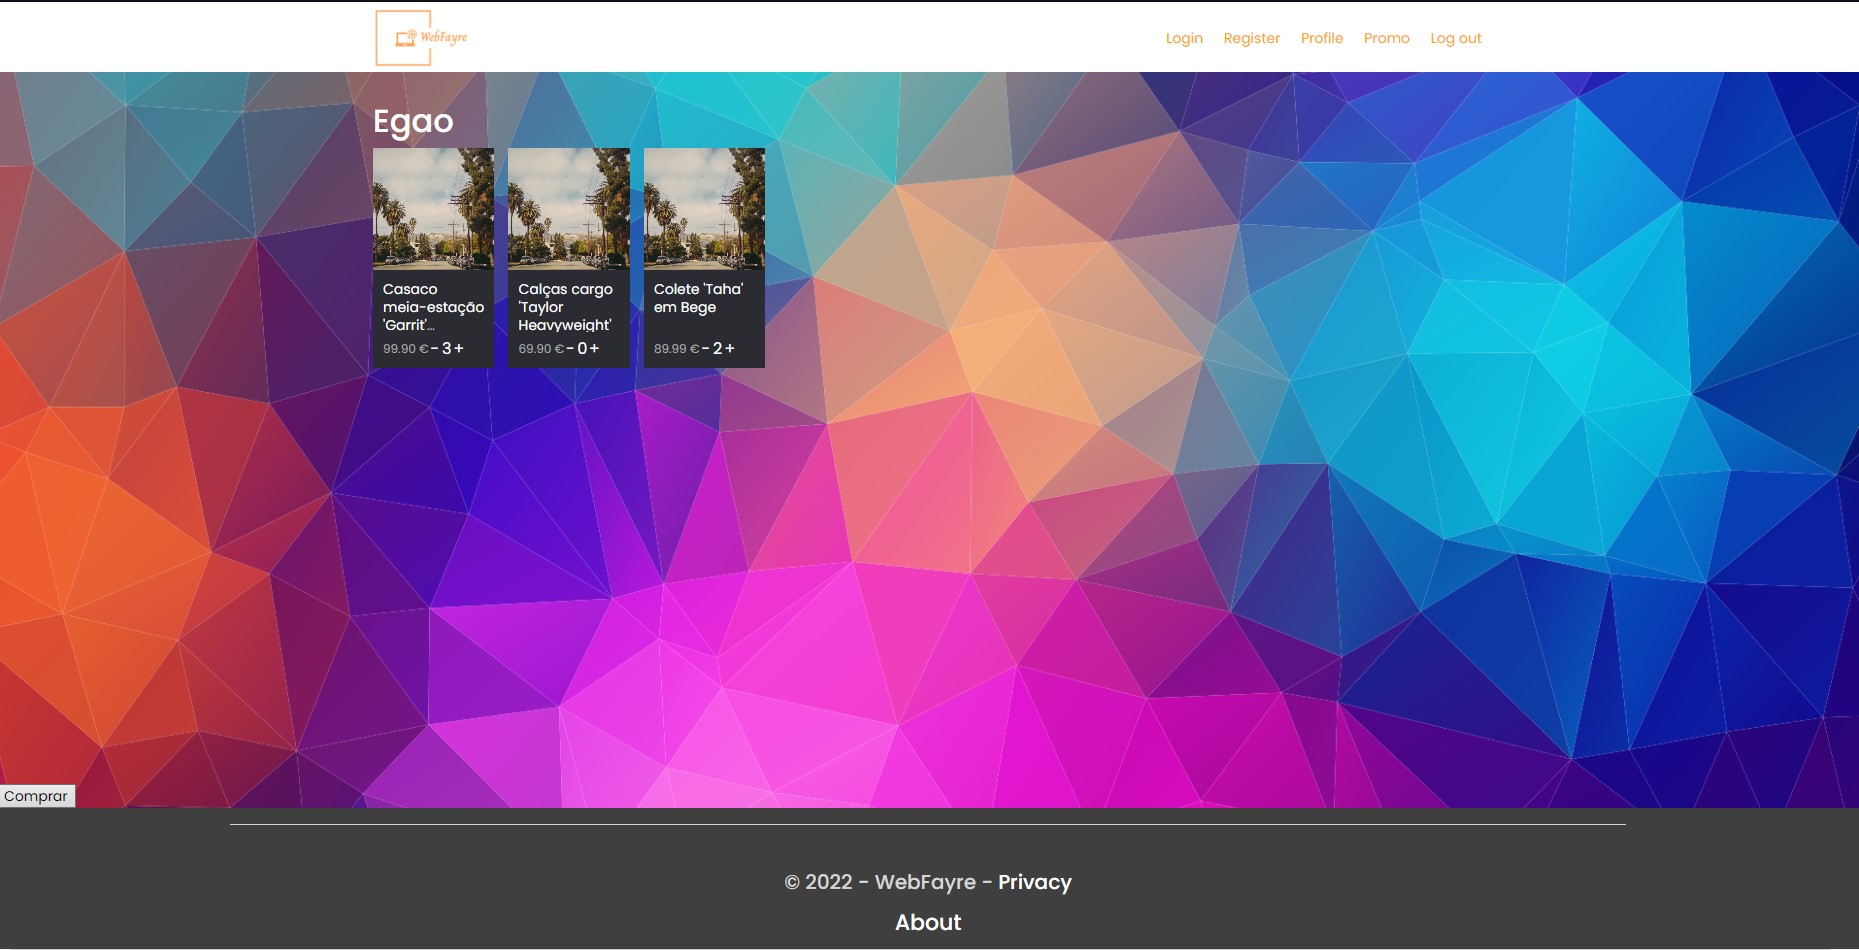 WebFayre
Login Register Profile Promo Log out
Egao
Casaco
meia-estação
'Garrit'...
99.90 € - 3 +
Calças cargo
'Taylor
Heavyweight'
69.90 € - 0 +
Colete 'Taha'
em Bege
89.99 € - 2 +
Comprar
© 2022 - WebFayre - Privacy
About